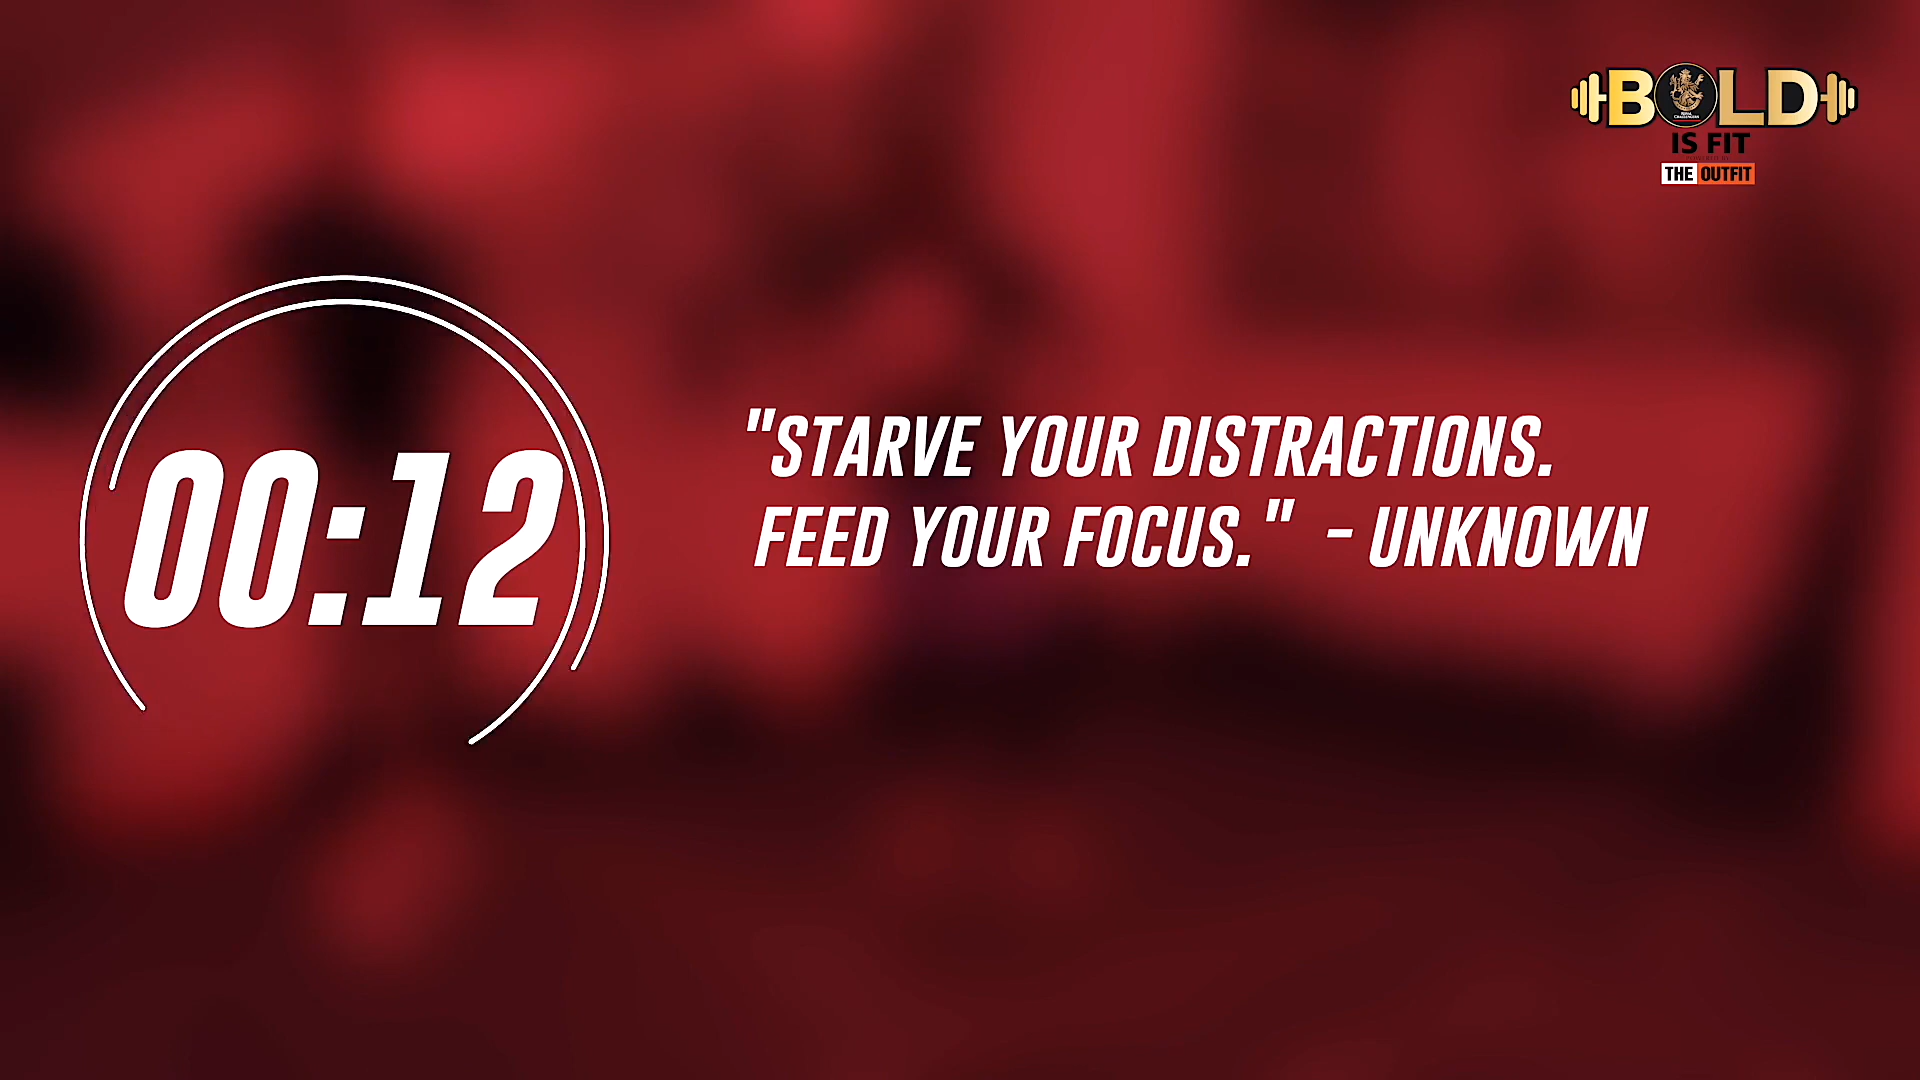 BOLD
IS FIT
THE OUTFIT
00:12
"STARVE YOUR DISTRACTIONS.
FEED YOUR FOCUS." - UNKNOWN